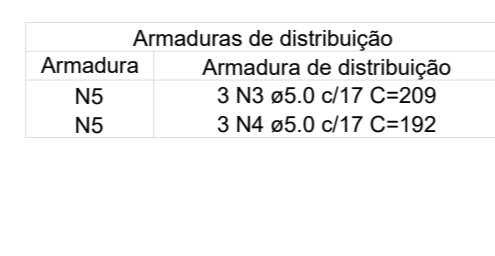 Armaduras de distribuição
Armadura Armadura de distribuição
N5 3 N3 ø5.0 c/17 C=209
N5 3 N4 ø5.0 c/17 C=192